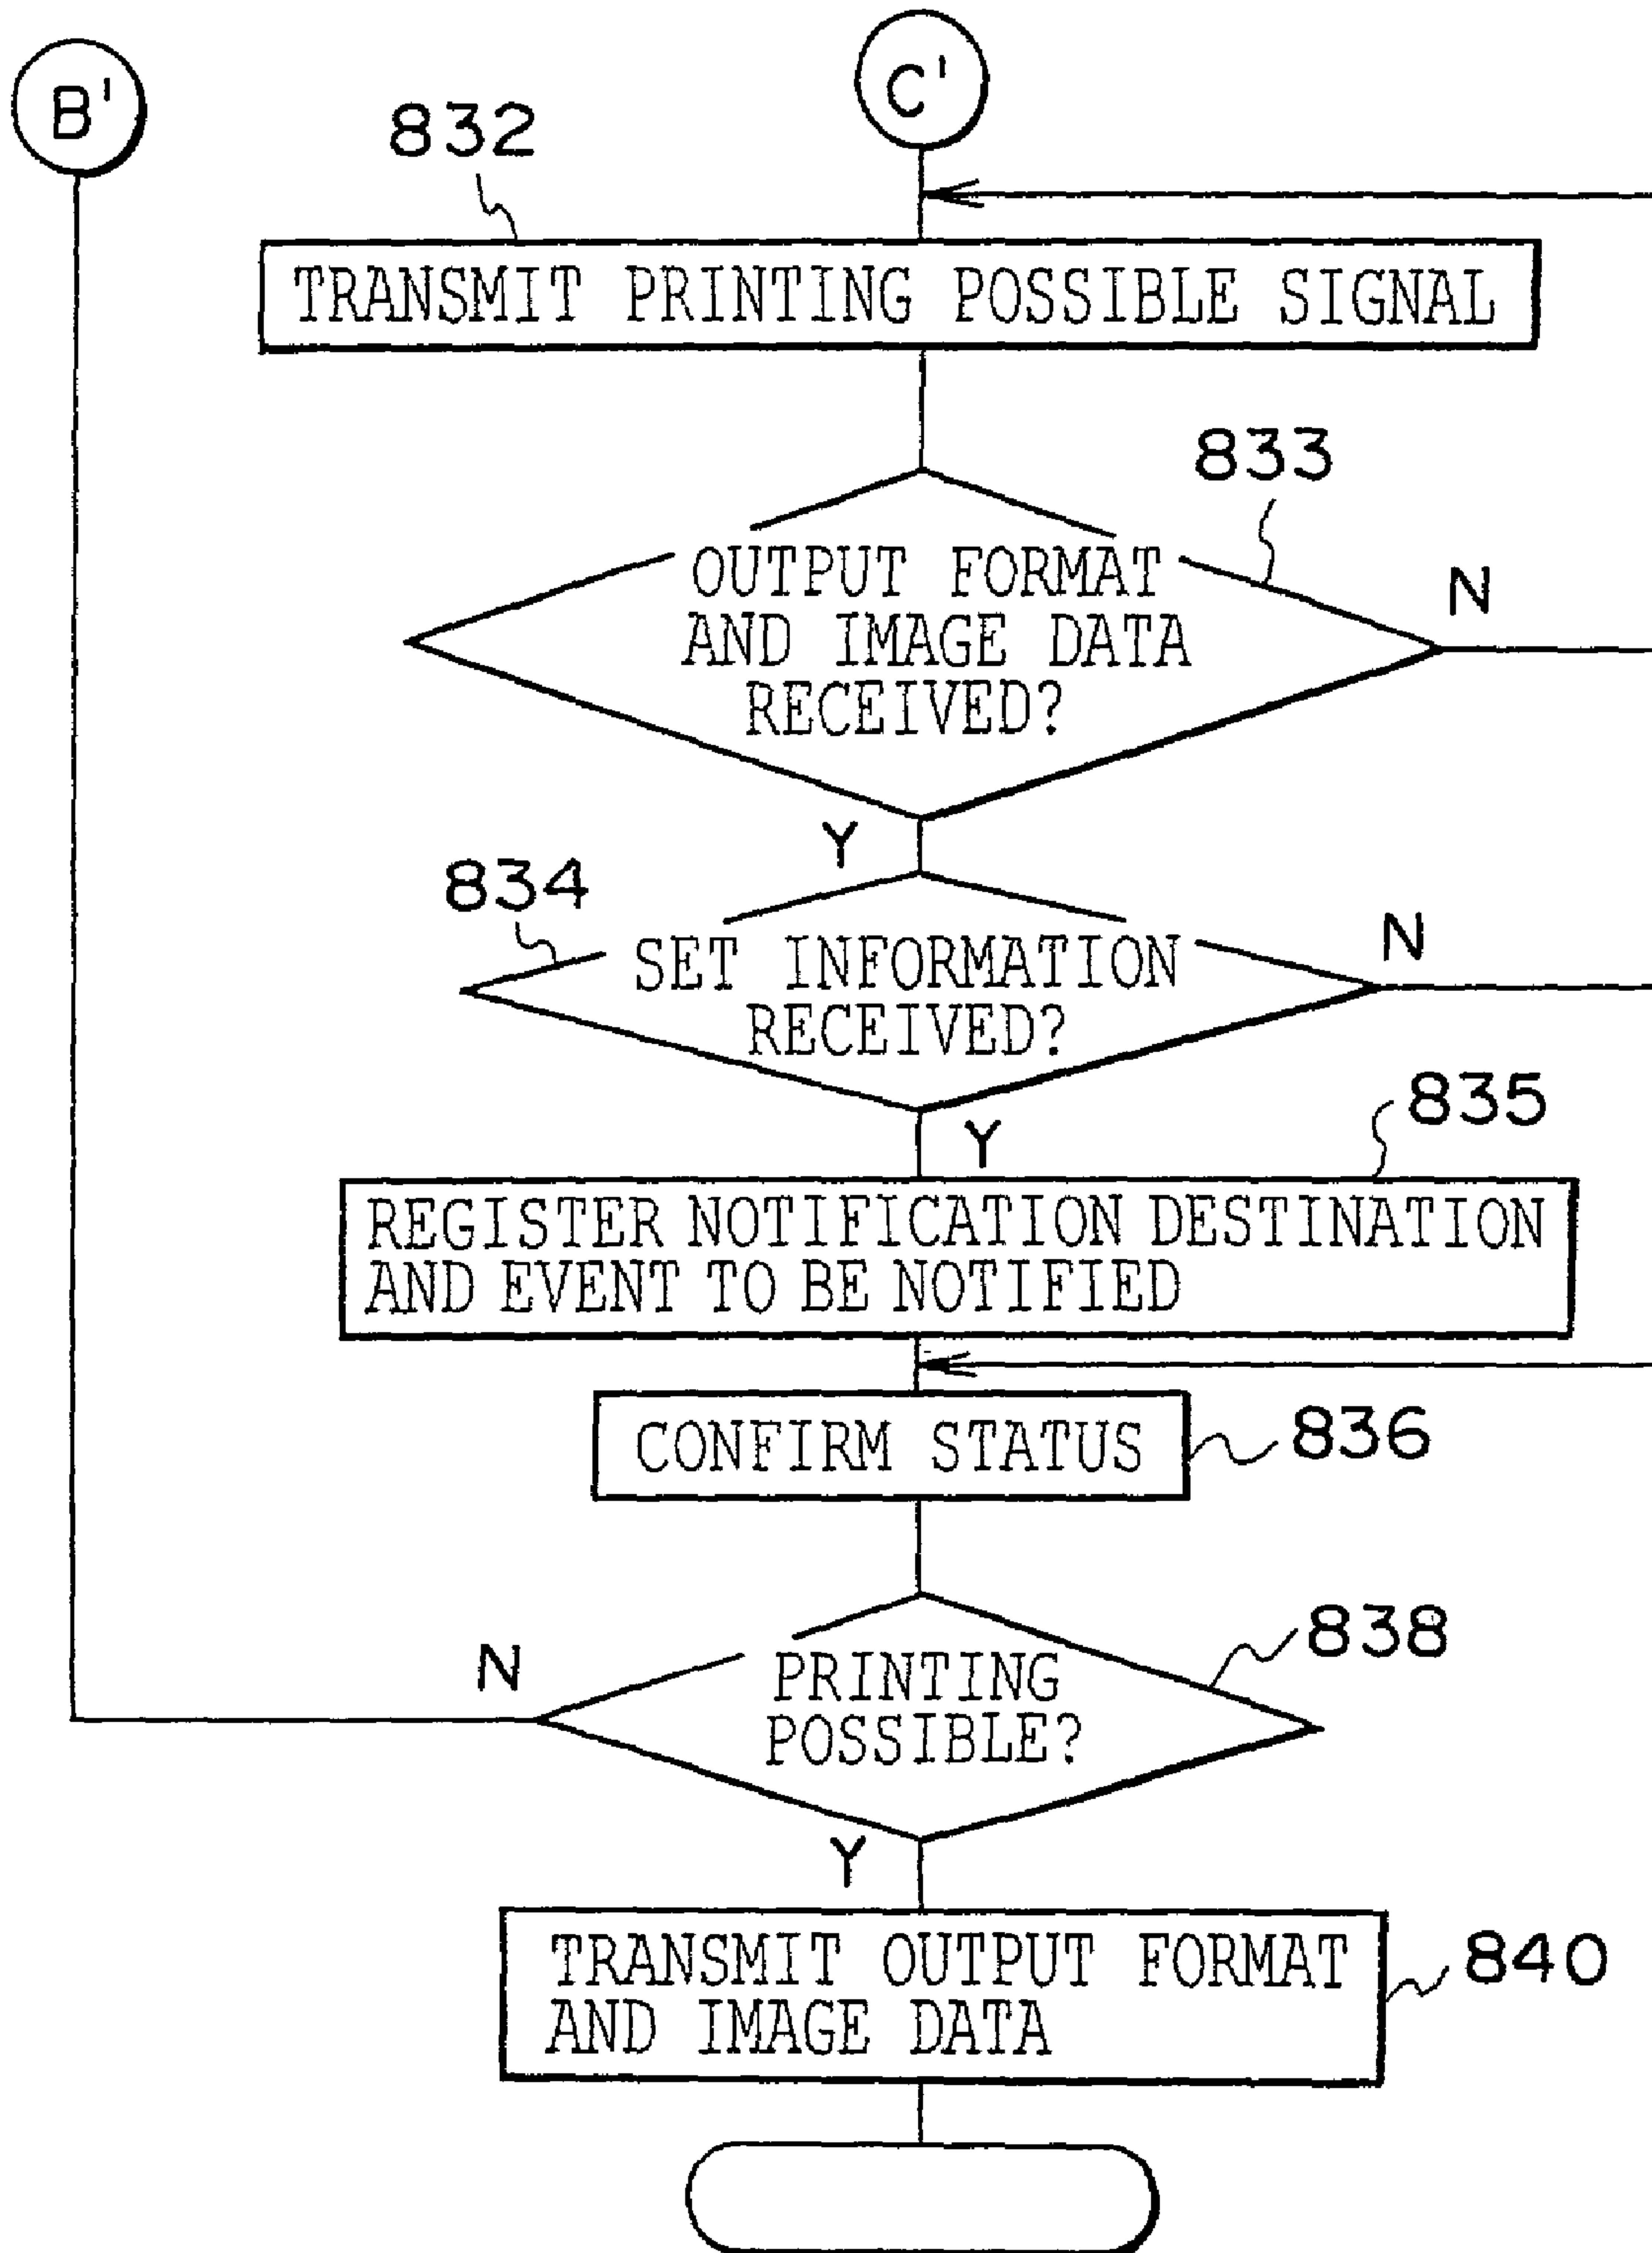 B'
C'
832
TRANSMIT PRINTING POSSIBLE SIGNAL
833
OUTPUT FORMAT
AND IMAGE DATA
RECEIVED?
N
Y
834
SET INFORMATION
RECEIVED?
N
Y
835
REGISTER NOTIFICATION DESTINATION
AND EVENT TO BE NOTIFIED
CONFIRM STATUS
836
838
N
PRINTING
POSSIBLE?
Y
TRANSMIT OUTPUT FORMAT
AND IMAGE DATA
840